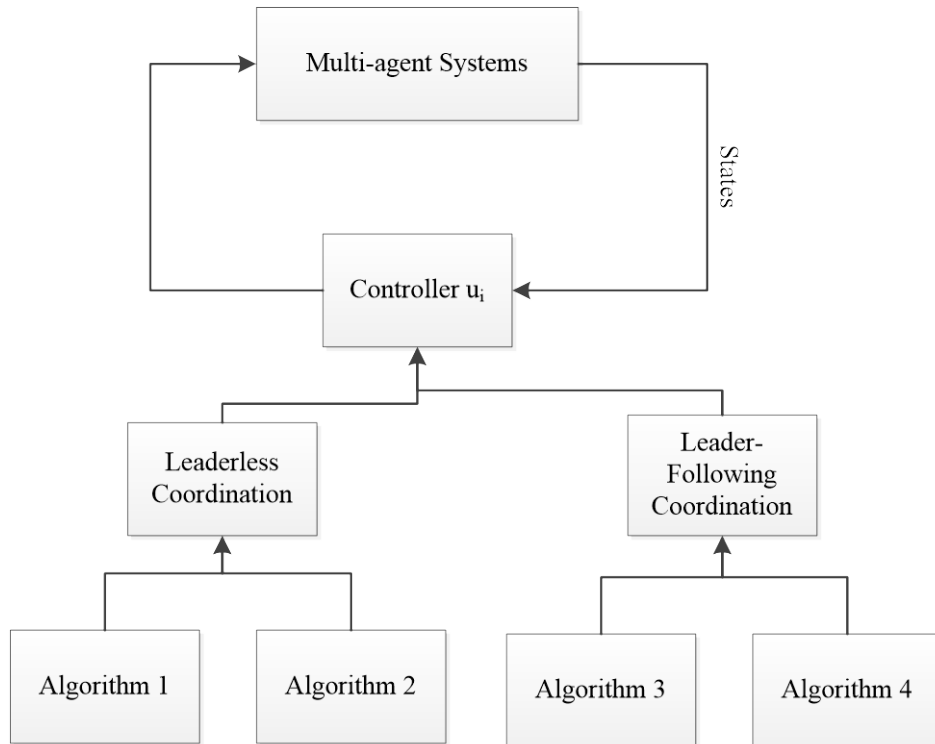 Multi-agent Systems
States
Controller uᵢ
Leaderless
Coordination
Leader-
Following
Coordination
Algorithm 1
Algorithm 2
Algorithm 3
Algorithm 4